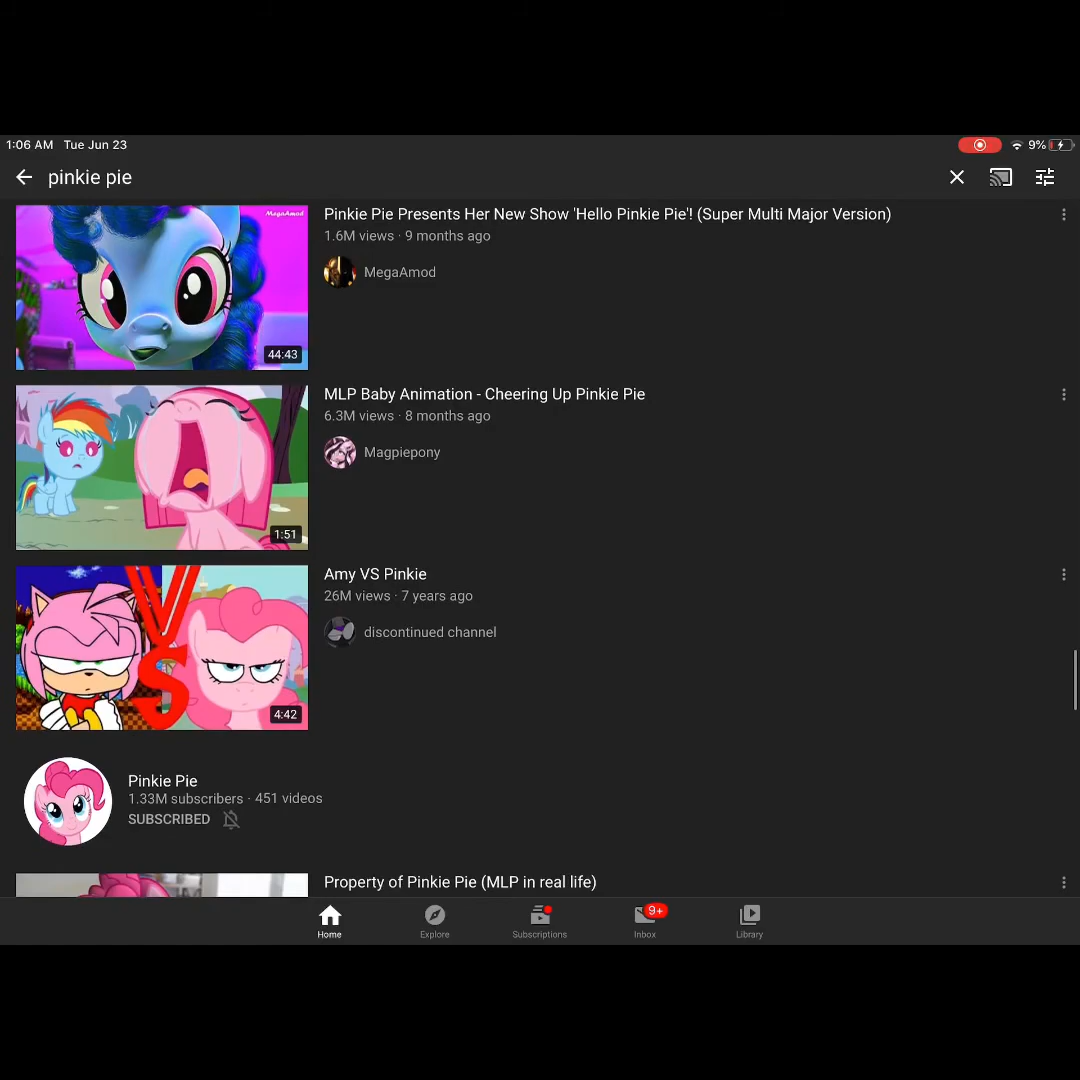 1:06 AM Tue Jun 23
9%
pinkie pie
MegaAmod
44:43
Pinkie Pie Presents Her New Show 'Hello Pinkie Pie'! (Super Multi Major Version)
1.6M views · 9 months ago
MegaAmod
1:51
MLP Baby Animation - Cheering Up Pinkie Pie
6.3M views · 8 months ago
Magpiepony
VS
4:42
Amy VS Pinkie
26M views · 7 years ago
discontinued channel
Pinkie Pie
1.33M subscribers · 451 videos
SUBSCRIBED
Property of Pinkie Pie (MLP in real life)
9+
Home Explore Subscriptions Inbox Library